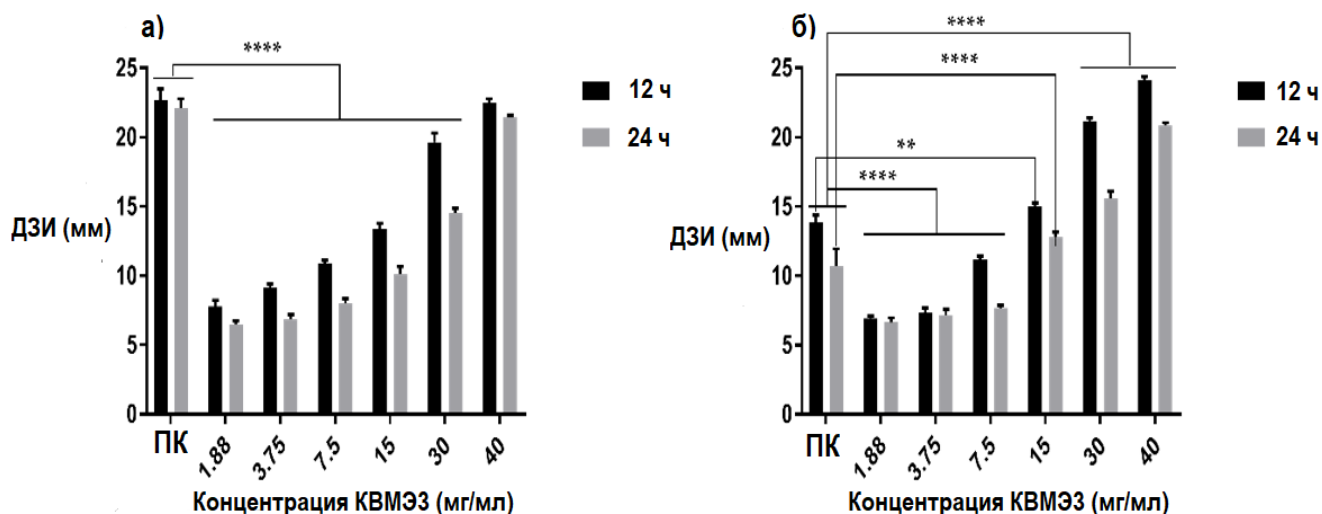 а)
****
25
20
15
10
5
0
ДЗИ (мм)
ПК
1.88
3.75
7.5
15
30
40
Концентрация КВМЭЗ (мг/мл)
12 ч
24 ч
б)
****
****
**
****
25
20
15
10
5
0
ДЗИ (мм)
ПК
1.88
3.75
7.5
15
30
40
Концентрация КВМЭЗ (мг/мл)
12 ч
24 ч